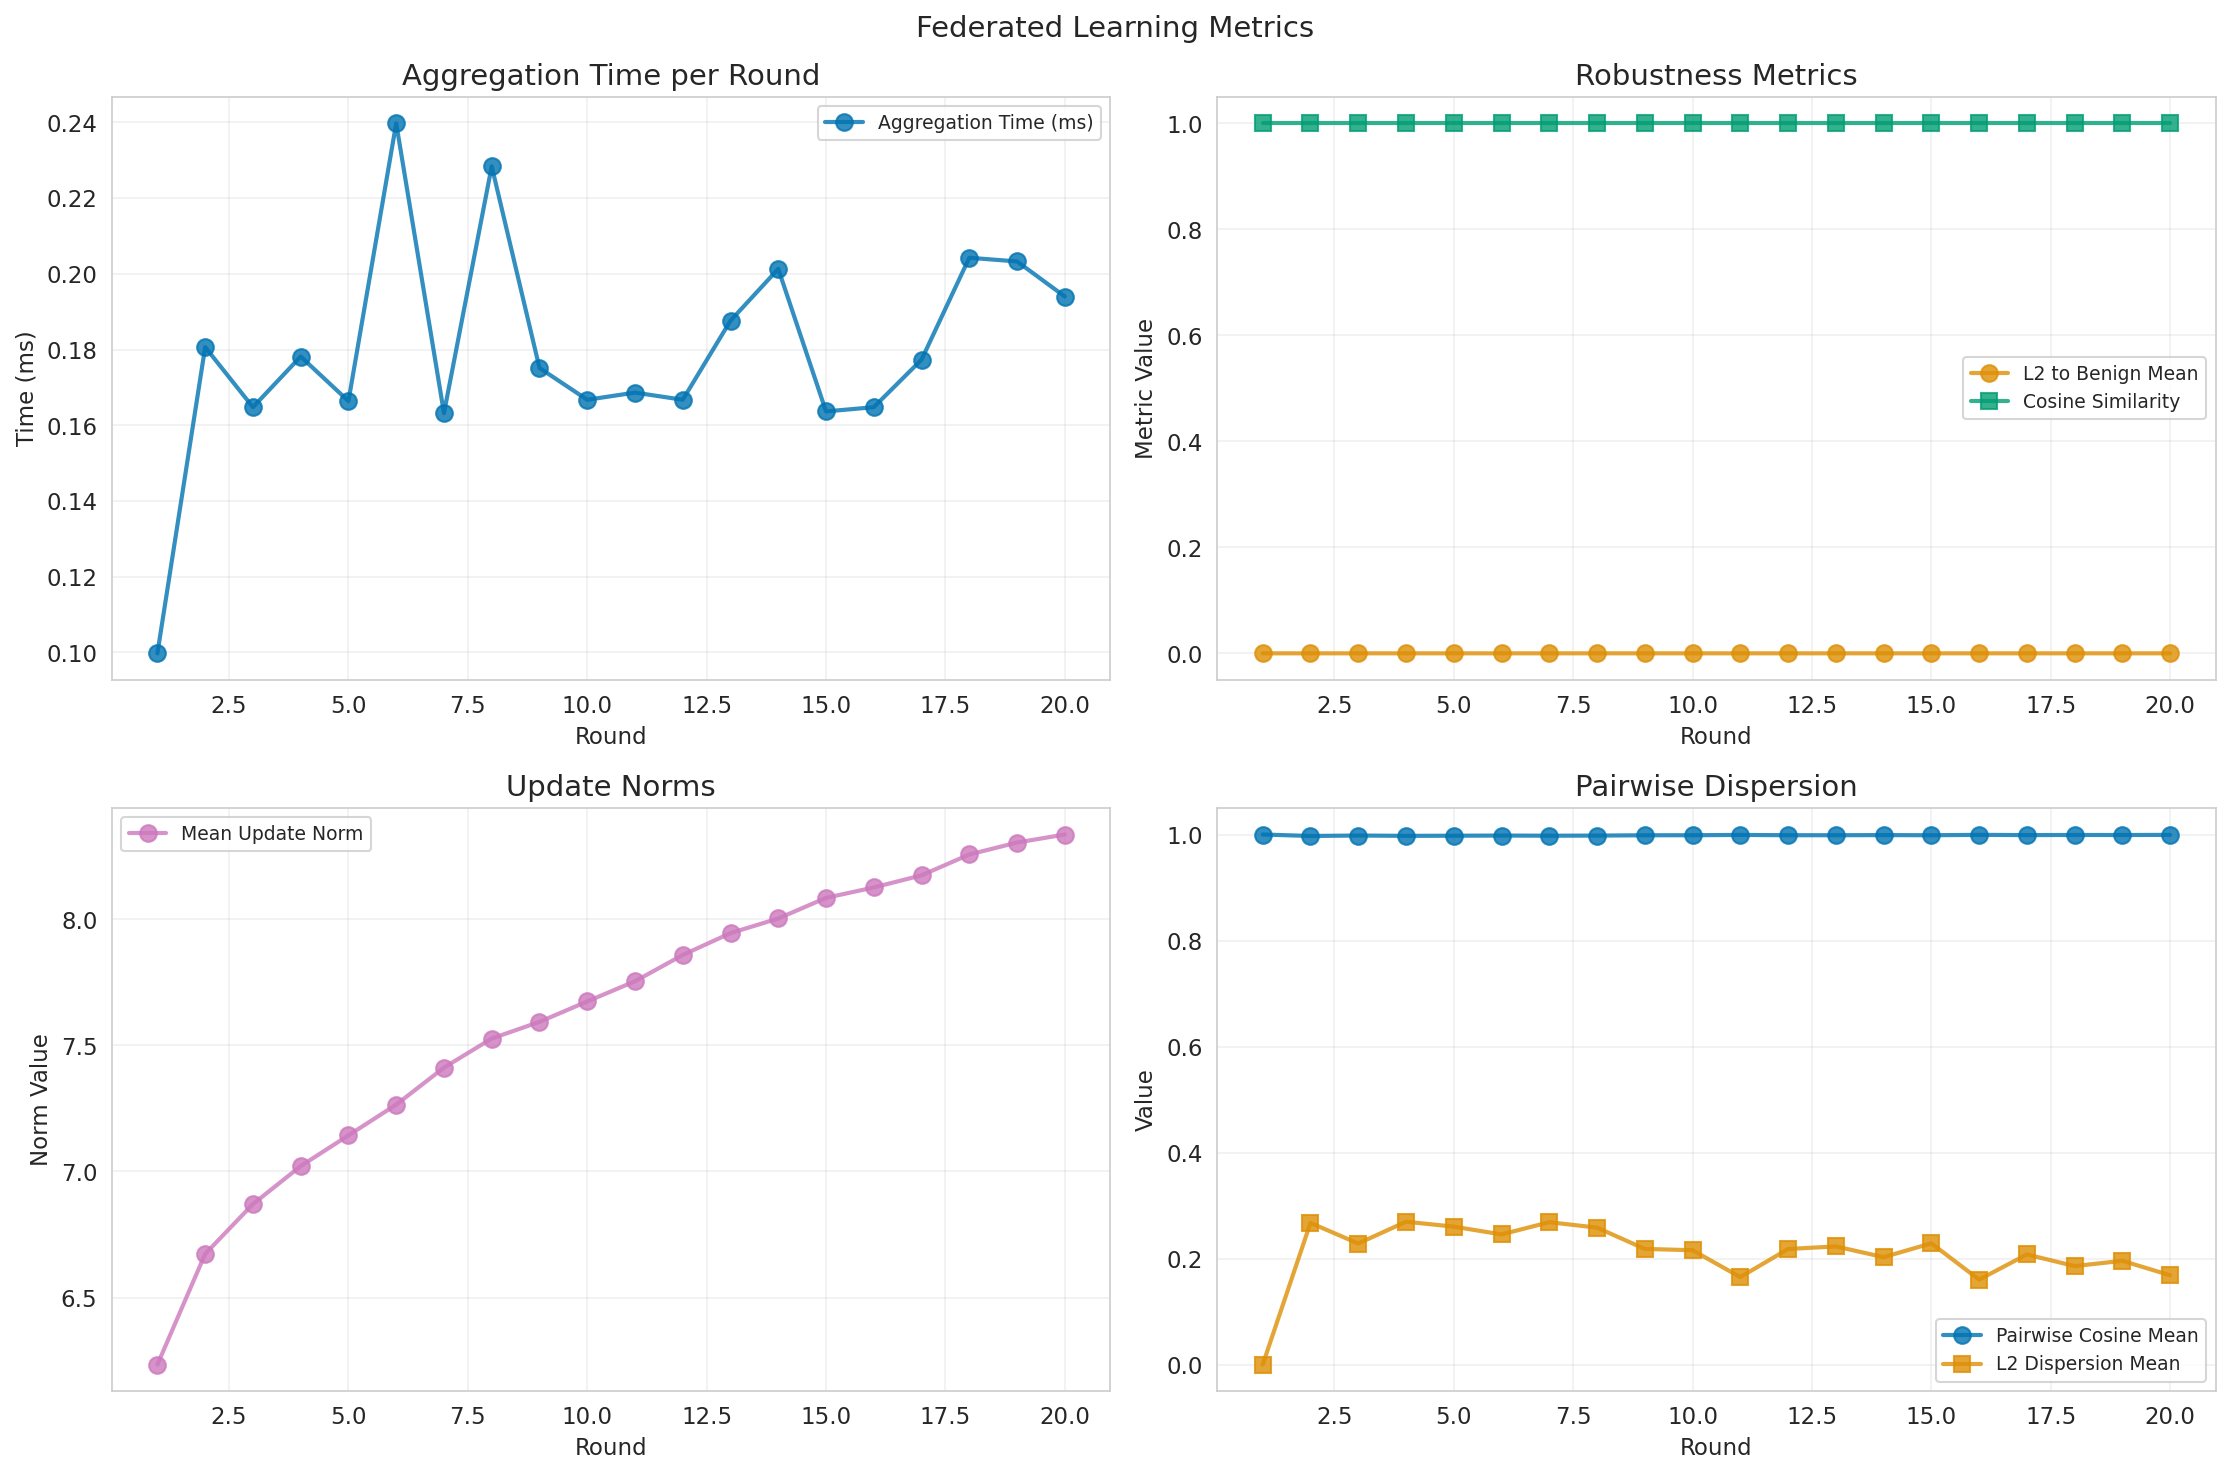 Federated Learning Metrics
Aggregation Time per Round
Time (ms)
0.24
0.22
0.20
0.18
0.16
0.14
0.12
0.10
Aggregation Time (ms)
2.5 5.0 7.5 10.0 12.5 15.0 17.5 20.0
Round
Robustness Metrics
Metric Value
1.0
0.8
0.6
0.4
0.2
0.0
L2 to Benign Mean
Cosine Similarity
2.5 5.0 7.5 10.0 12.5 15.0 17.5 20.0
Round
Update Norms
Norm Value
8.0
7.5
7.0
6.5
Mean Update Norm
2.5 5.0 7.5 10.0 12.5 15.0 17.5 20.0
Round
Pairwise Dispersion
Value
1.0
0.8
0.6
0.4
0.2
0.0
Pairwise Cosine Mean
L2 Dispersion Mean
2.5 5.0 7.5 10.0 12.5 15.0 17.5 20.0
Round